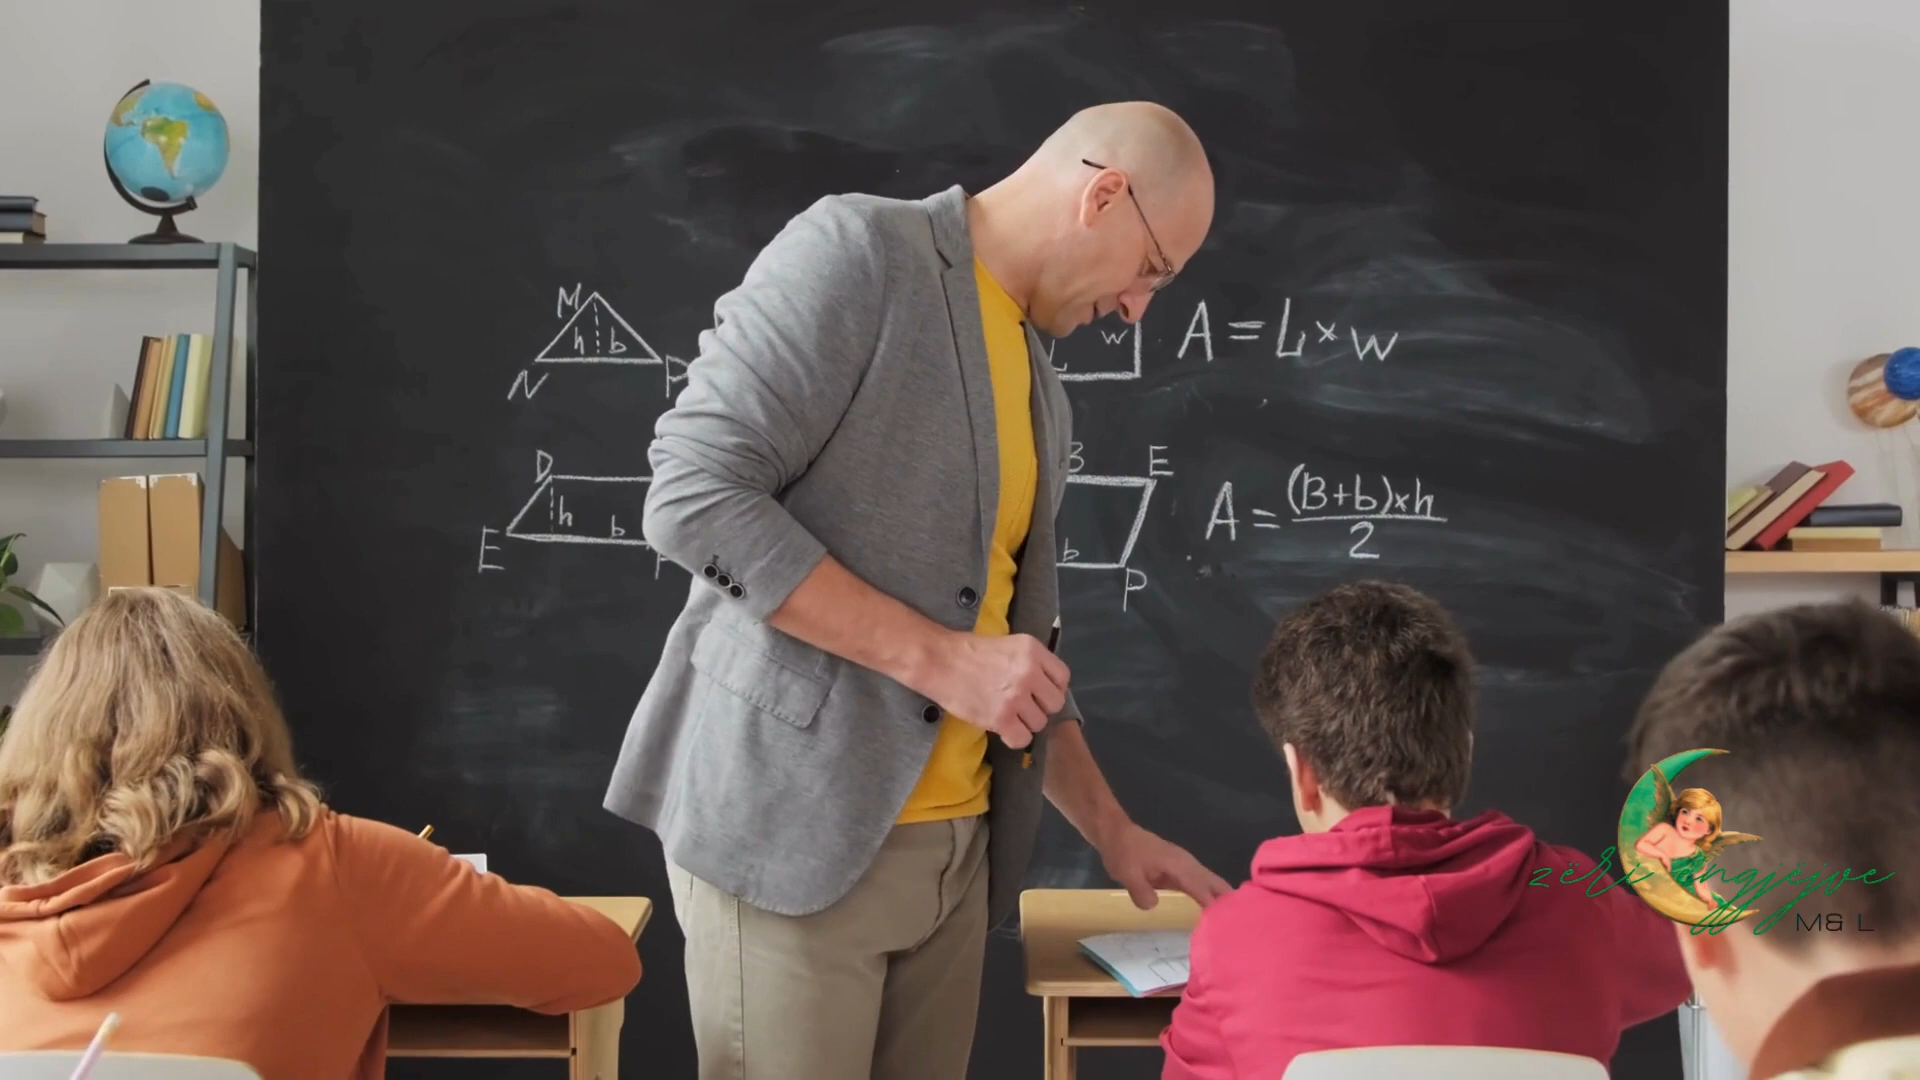 M
h b
N P
w
L
A = L × w
D
h b
E
B E
b
P
A = (B+b)×h
2
zëri engjëjve
M& L